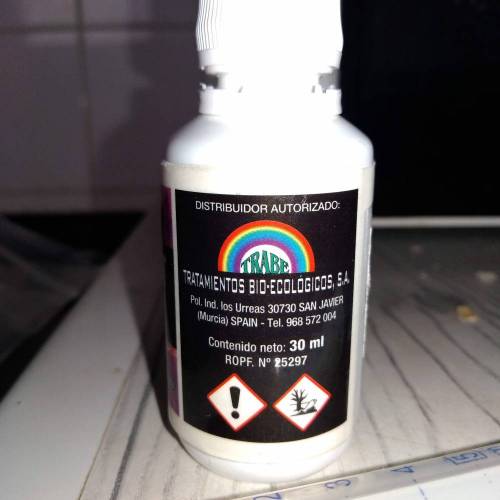 DISTRIBUIDOR AUTORIZADO:
TRABE
TRATAMIENTOS BIO-ECOLÓGICOS, S.A.
Pol. Ind. los Urreas 30730 SAN JAVIER
(Murcia) SPAIN - Tel. 968 572 004
Contenido neto: 30 ml
ROPF. Nº 25297